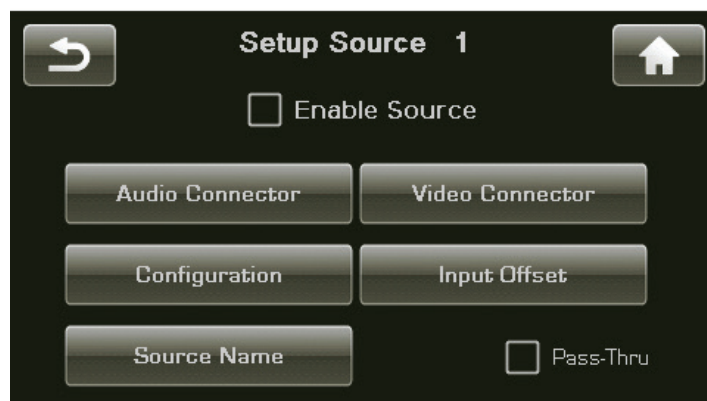 Setup Source 1
Enable Source
Audio Connector Video Connector
Configuration Input Offset
Source Name Pass-Thru